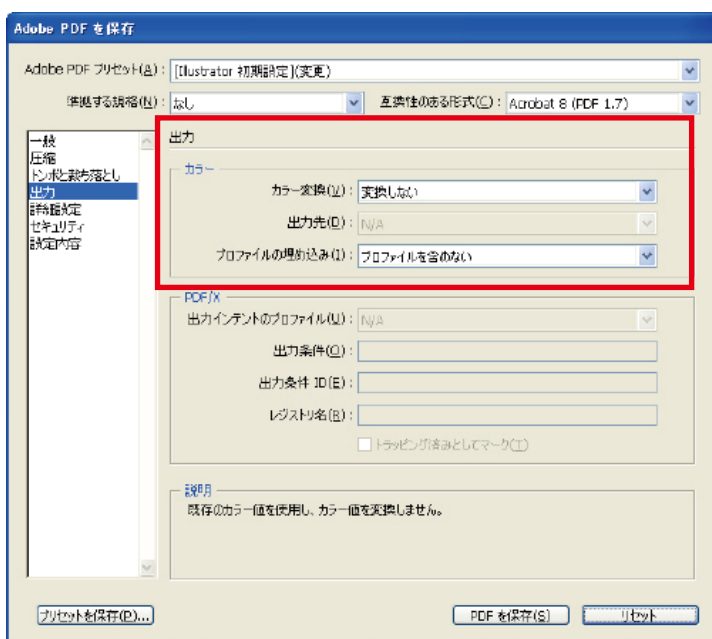 Adobe PDF を保存
Adobe PDF プリセット(A): [Illustrator 初期設定](変更)
準拠する規格(N): なし 互換性のある形式(C): Acrobat 8 (PDF 1.7)
一般
圧縮
トンボと裁ち落とし
出力
詳細設定
セキュリティ
設定内容
出力
カラー
カラー変換(V): 変換しない
出力先(D): N/A
プロファイルの埋め込み(I): プロファイルを含めない
PDF/X
出力インテントのプロファイル(U): N/A
出力条件(O):
出力条件 ID(E):
レジストリ名(R):
トラッピング済みとしてマーク(T)
説明
既存のカラー値を使用し、カラー値を変換しません。
プリセットを保存(P)... PDF を保存(S) リセット